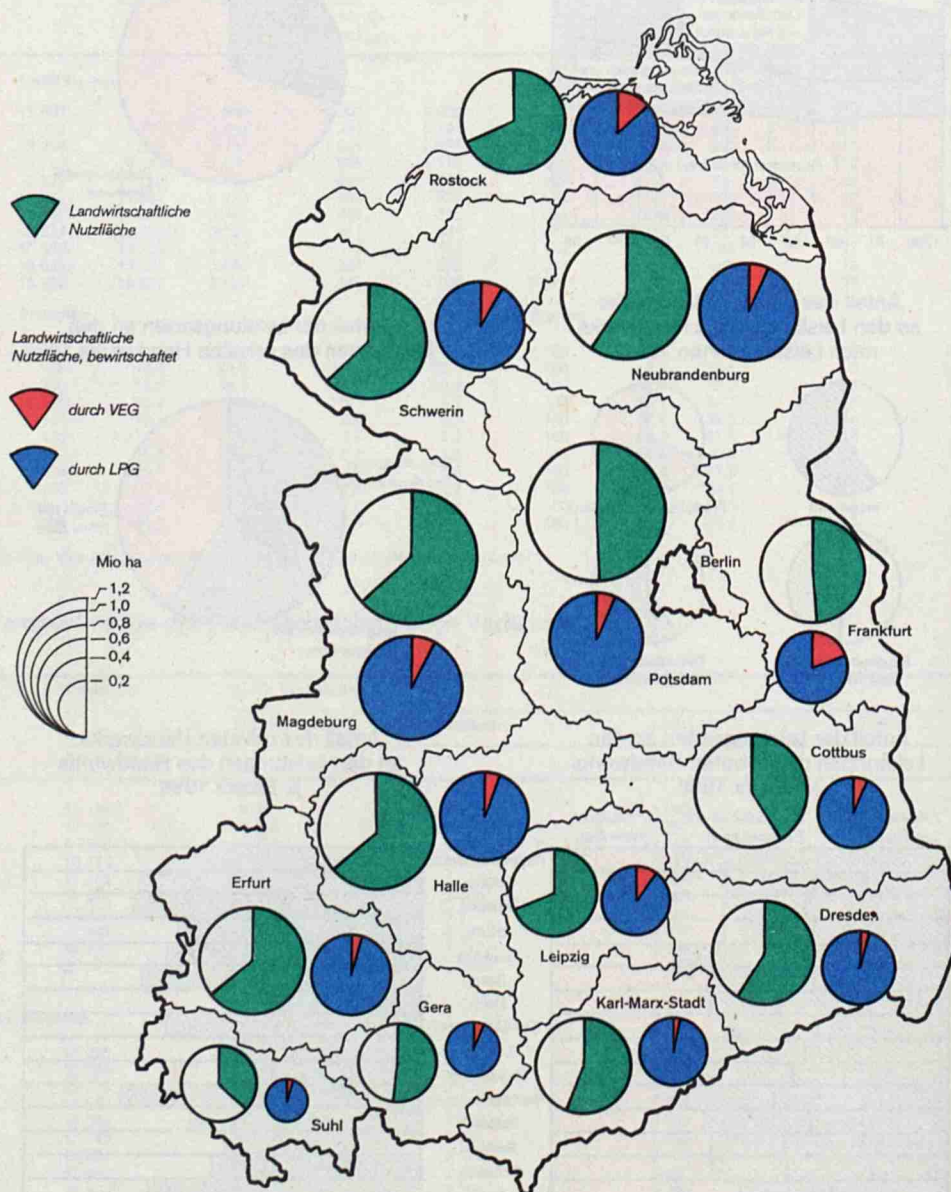 Landwirtschaftliche
Nutzfläche
Landwirtschaftliche
Nutzfläche, bewirtschaftet
durch VEG
durch LPG
Mio ha
1,2
1,0
0,8
0,6
0,4
0,2
Rostock
Schwerin
Neubrandenburg
Berlin
Frankfurt
Potsdam
Magdeburg
Cottbus
Halle
Erfurt
Leipzig
Dresden
Gera
Karl-Marx-Stadt
Suhl